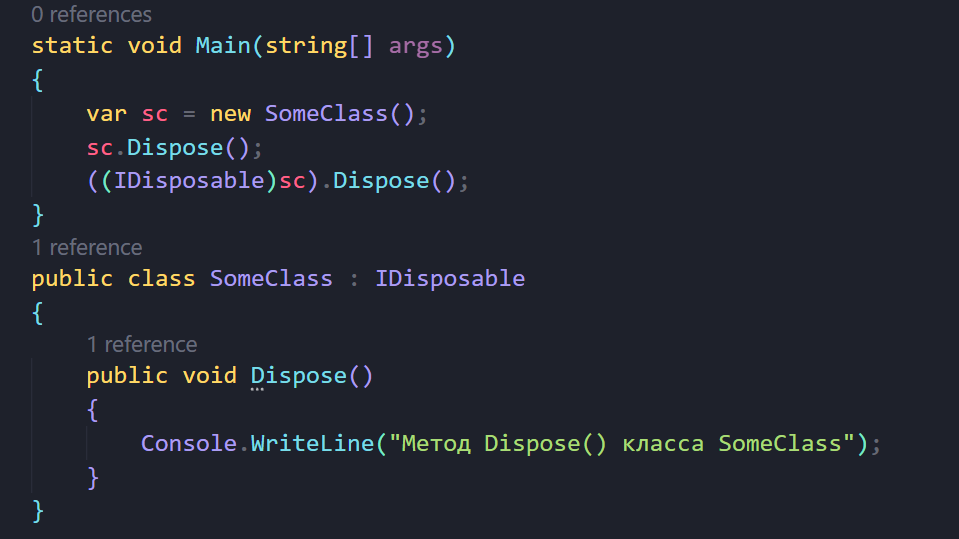 0 references
static void Main(string[] args)
{
    var sc = new SomeClass();
    sc.Dispose();
    ((IDisposable)sc).Dispose();
}
1 reference
public class SomeClass : IDisposable
{
    1 reference
    public void Dispose()
    {
        Console.WriteLine("Метод Dispose() класса SomeClass");
    }
}